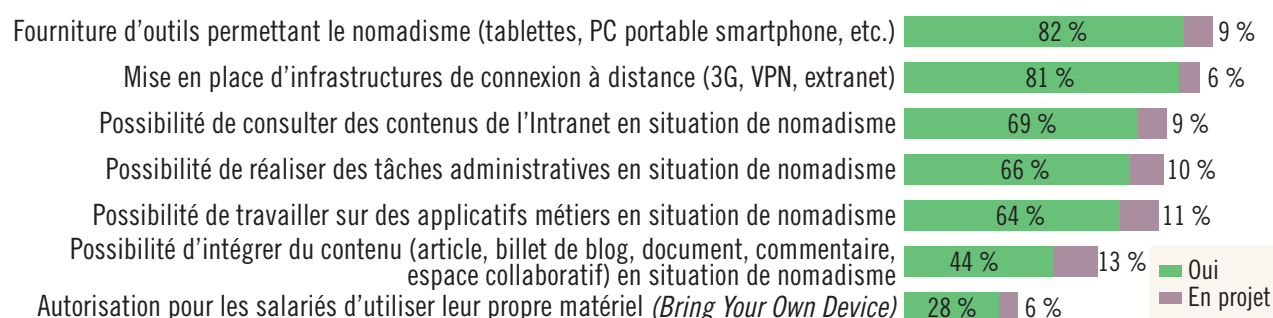 Fourniture d’outils permettant le nomadisme (tablettes, PC portable smartphone, etc.) 82 % 9 %
Mise en place d’infrastructures de connexion à distance (3G, VPN, extranet) 81 % 6 %
Possibilité de consulter des contenus de l’Intranet en situation de nomadisme 69 % 9 %
Possibilité de réaliser des tâches administratives en situation de nomadisme 66 % 10 %
Possibilité de travailler sur des applicatifs métiers en situation de nomadisme 64 % 11 %
Possibilité d’intégrer du contenu (article, billet de blog, document, commentaire,
espace collaboratif) en situation de nomadisme 44 % 13 %
Autorisation pour les salariés d’utiliser leur propre matériel (Bring Your Own Device) 28 % 6 %
Oui
En projet